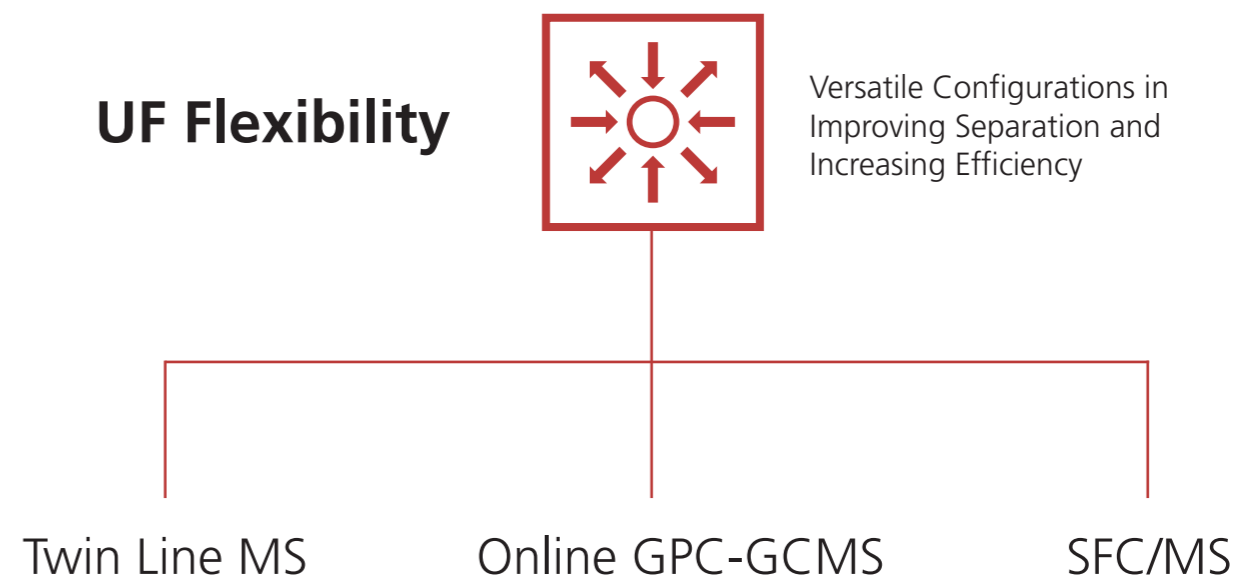 UF Flexibility
Versatile Configurations in
Improving Separation and
Increasing Efficiency
Twin Line MS
Online GPC-GCMS
SFC/MS